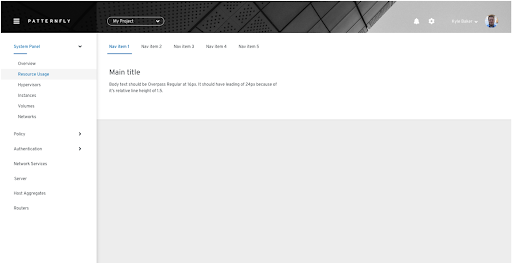 PATTERNFLY
My Project
Kyle Baker
System Panel
Overview
Resource Usage
Hypervisors
Instances
Volumes
Networks
Policy
Authentication
Network Services
Server
Host Aggregates
Routers
Nav item 1
Nav item 2
Nav item 3
Nav item 4
Nav item 5
Main title
Body text should be Overpass Regular at 16px. It should have leading of 24px because of
it's relative line height of 1.5.